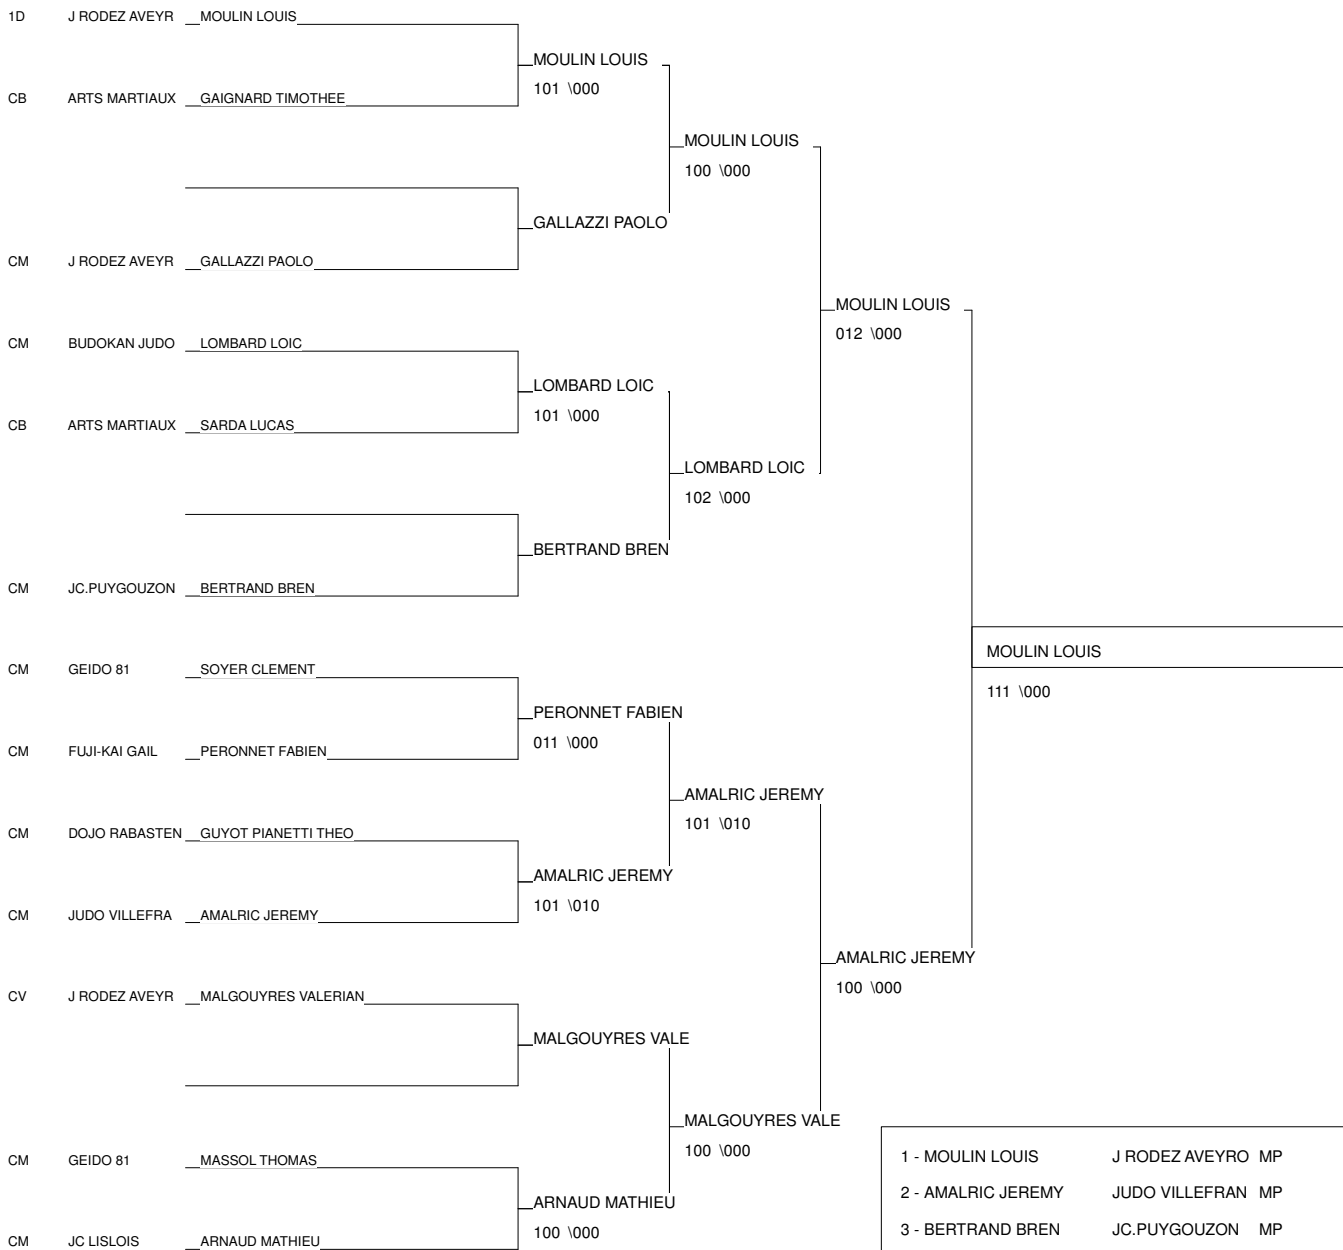 1D J RODEZ AVEYR MOULIN LOUIS
MOULIN LOUIS
101 \000
CB ARTS MARTIAUX GAIGNARD TIMOTHEE
MOULIN LOUIS
100 \000
GALLAZZI PAOLO
CM J RODEZ AVEYR GALLAZZI PAOLO
MOULIN LOUIS
012 \000
CM BUDOKAN JUDO LOMBARD LOIC
LOMBARD LOIC
101 \000
CB ARTS MARTIAUX SARDA LUCAS
LOMBARD LOIC
102 \000
BERTRAND BREN
CM JC.PUYGOUZON BERTRAND BREN
MOULIN LOUIS
111 \000
CM GEIDO 81 SOYER CLEMENT
PERONNET FABIEN
011 \000
CM FUJI-KAI GAIL PERONNET FABIEN
AMALRIC JEREMY
101 \010
CM DOJO RABASTEN GUYOT PIANETTI THEO
AMALRIC JEREMY
101 \010
CM JUDO VILLEFRA AMALRIC JEREMY
AMALRIC JEREMY
100 \000
CV J RODEZ AVEYR MALGOUYRES VALERIAN
MALGOUYRES VALE
MALGOUYRES VALE
100 \000
CM GEIDO 81 MASSOL THOMAS
ARNAUD MATHIEU
100 \000
CM JC LISLOIS ARNAUD MATHIEU
1 - MOULIN LOUIS J RODEZ AVEYRO MP
2 - AMALRIC JEREMY JUDO VILLEFRAN MP
3 - BERTRAND BREN JC.PUYGOUZON MP